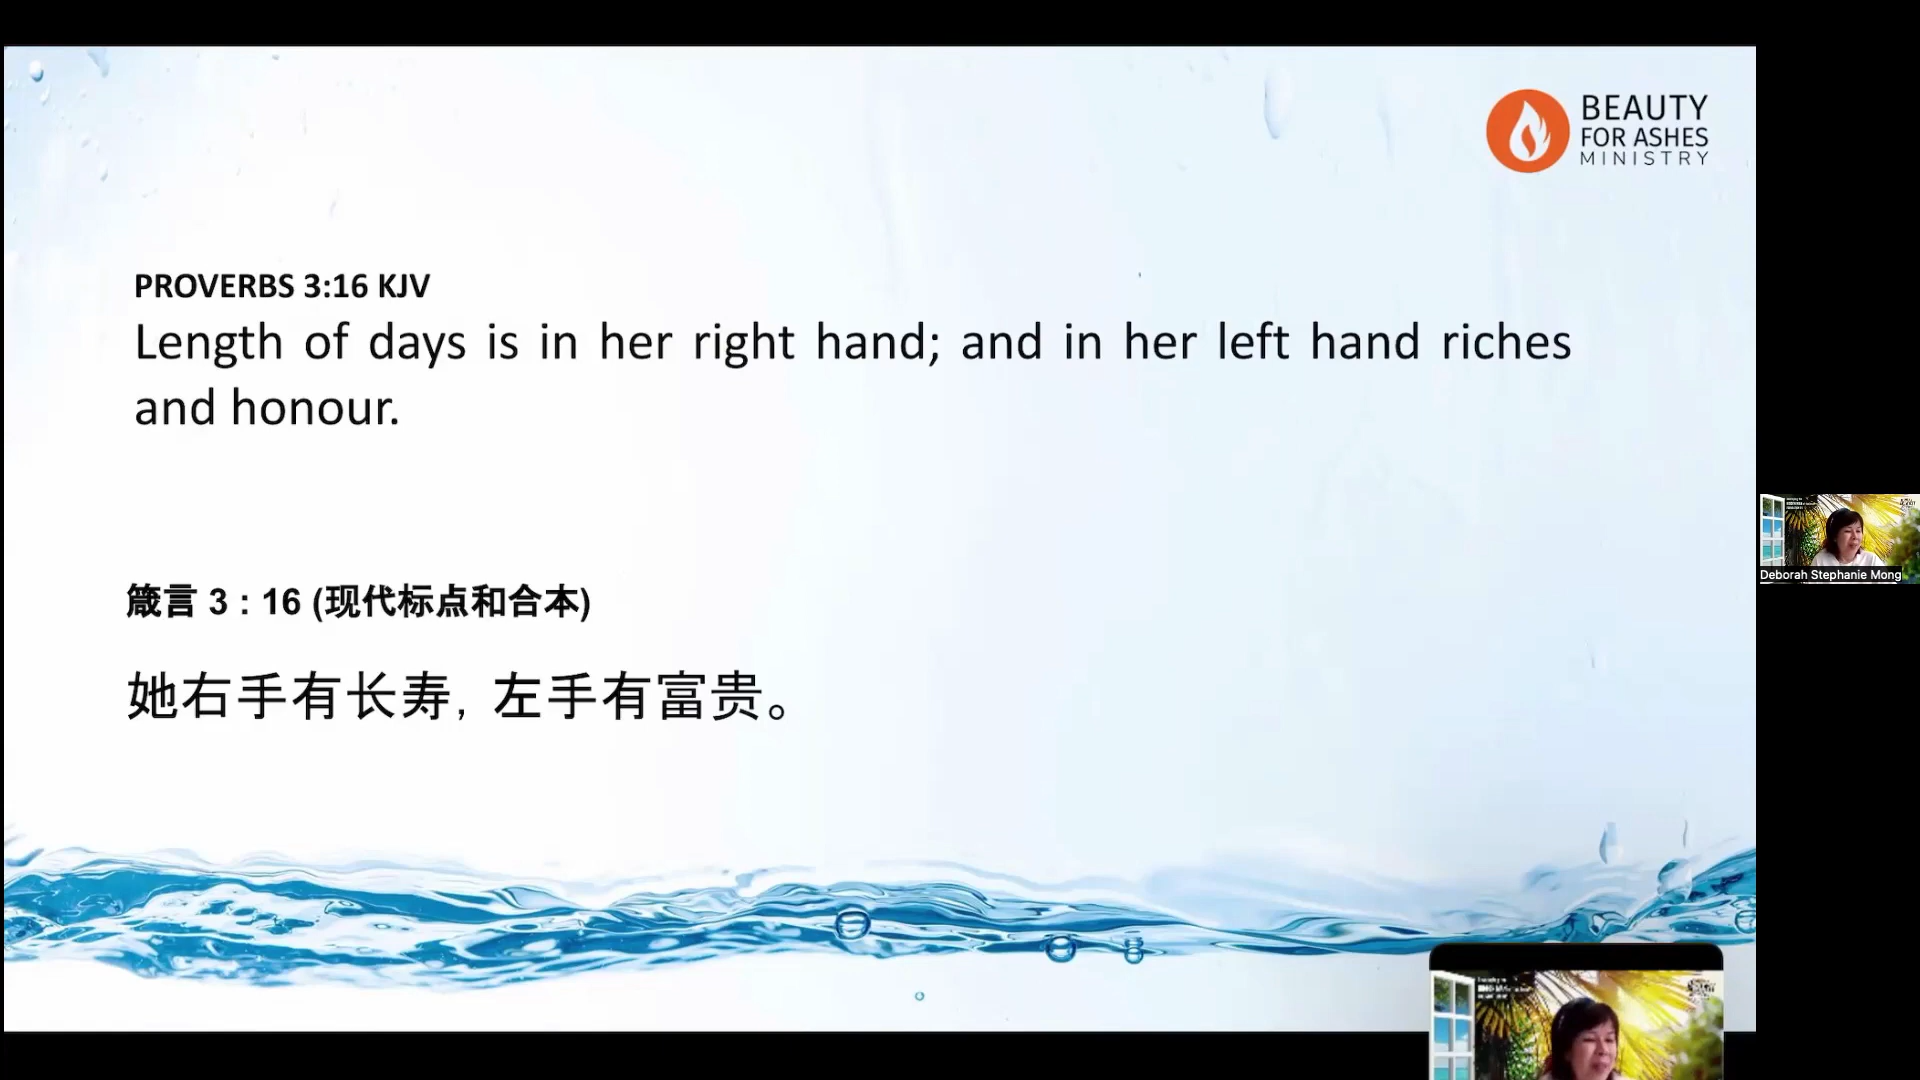 BEAUTY
FOR ASHES
MINISTRY
PROVERBS 3:16 KJV
Length of days is in her right hand; and in her left hand riches
and honour.
箴言 3 : 16 (现代标点和合本)
她右手有长寿, 左手有富贵。
Deborah Stephanie Mong